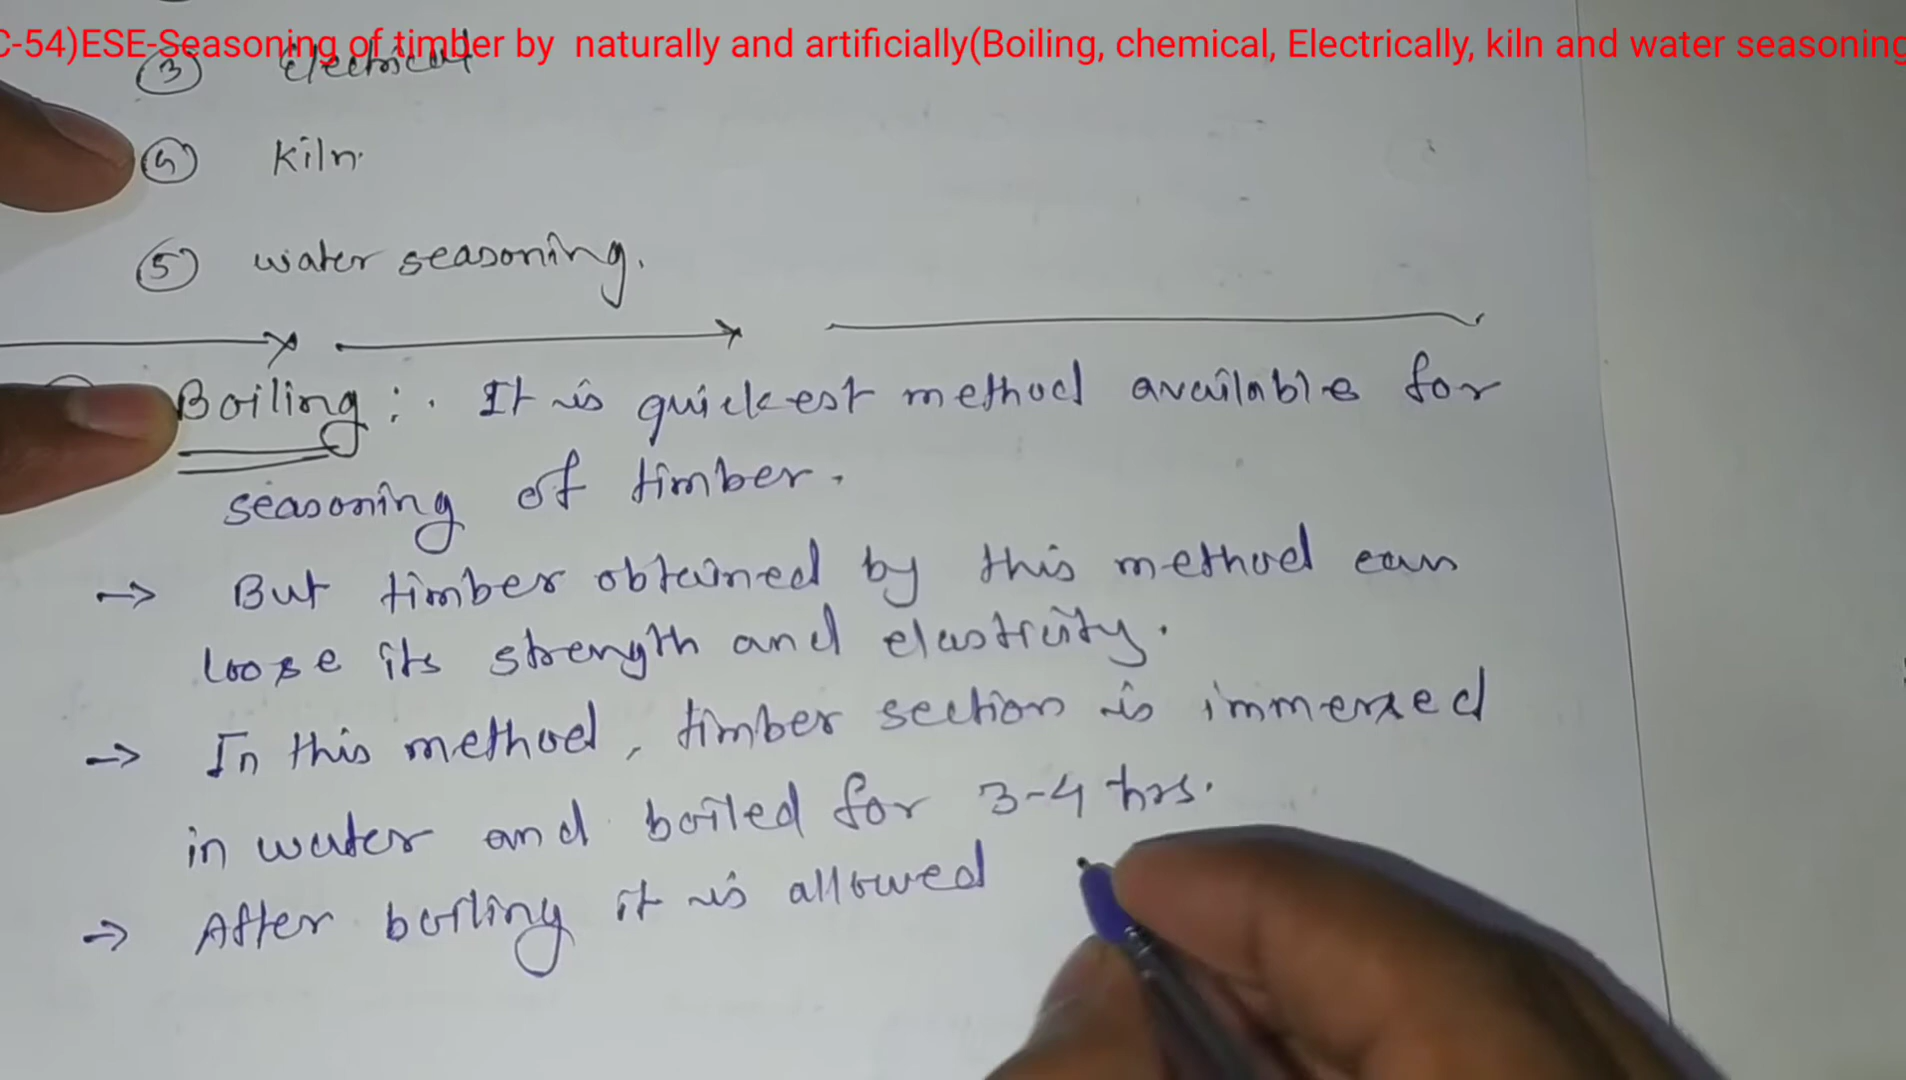 C-54)ESE-Seasoning of timber by naturally and artificially(Boiling, chemical, Electrically, kiln and water seasoning
③ Electrical
④ Kiln.
⑤ water seasoning.
Boiling :. It is quickest method available for
seasoning of timber.
→ But timber obtained by this method can
loose its strength and elasticity.
→ In this method, timber section is immersed
in water and boiled for 3-4 hrs.
→ After boiling it is allowed